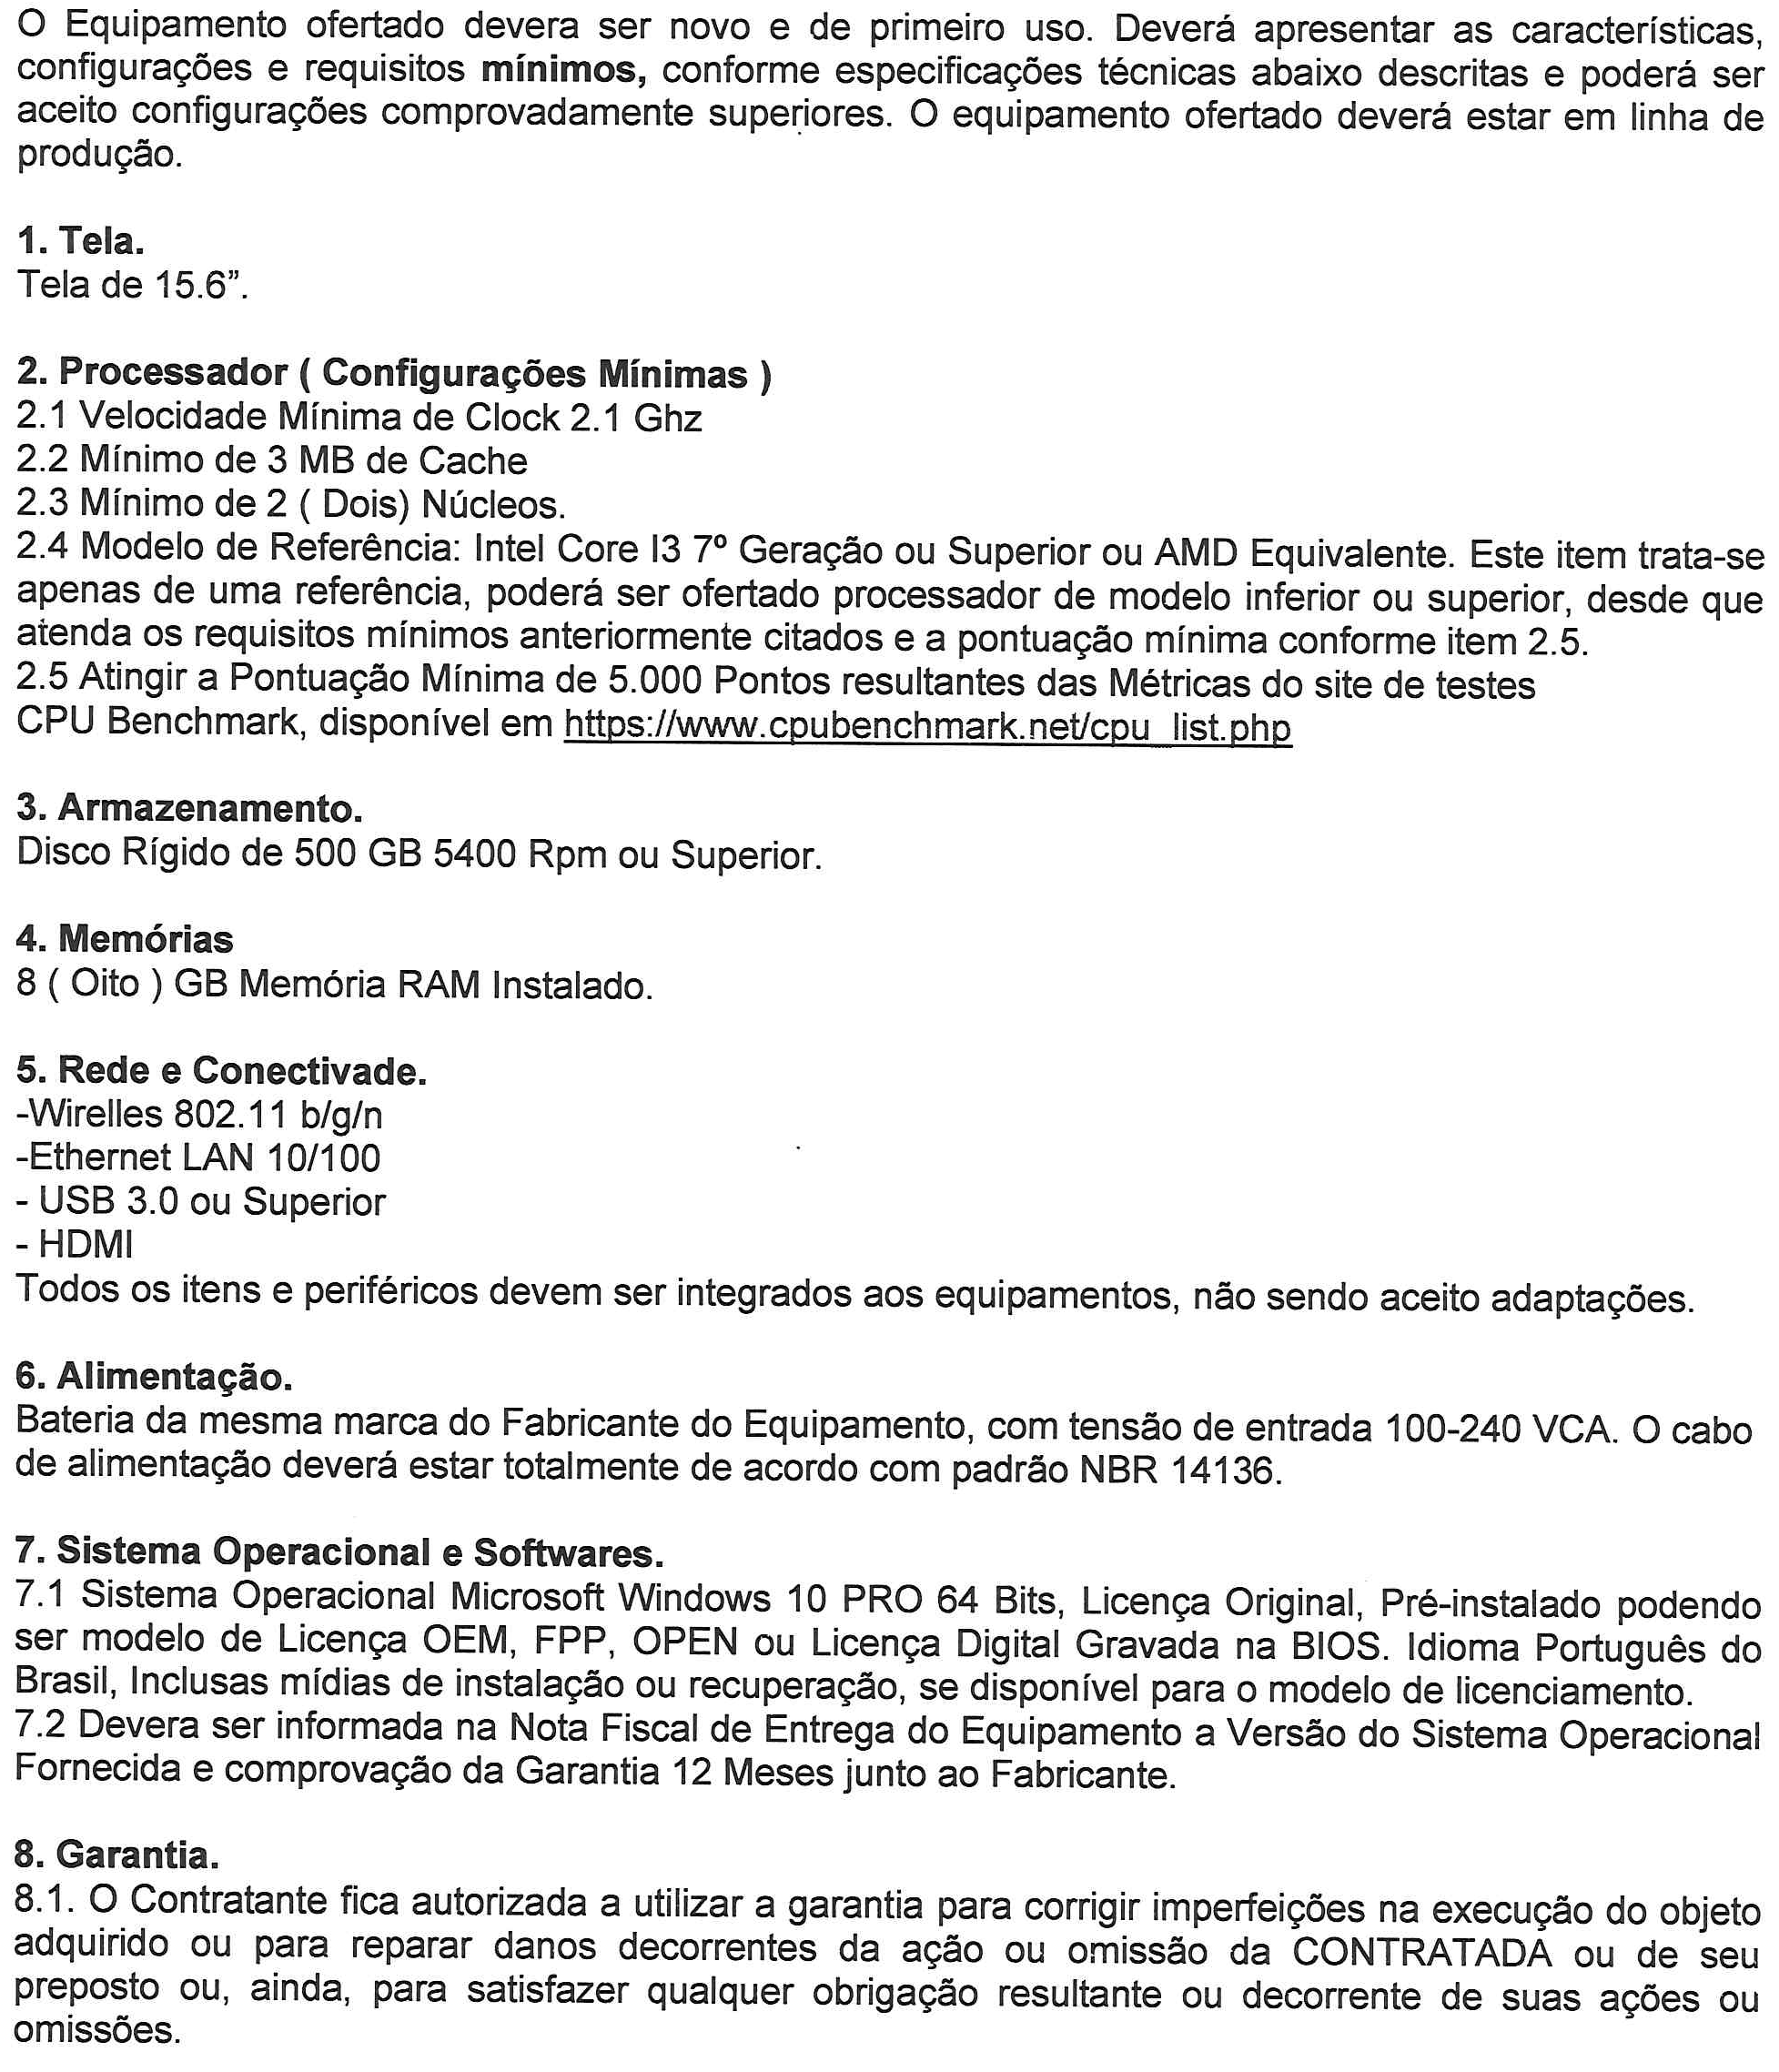 O Equipamento ofertado devera ser novo e de primeiro uso. Deverá apresentar as características,
configurações e requisitos mínimos, conforme especificações técnicas abaixo descritas e poderá ser
aceito configurações comprovadamente superiores. O equipamento ofertado deverá estar em linha de
produção.
1. Tela.
Tela de 15.6”.
2. Processador ( Configurações Mínimas )
2.1 Velocidade Mínima de Clock 2.1 Ghz
2.2 Mínimo de 3 MB de Cache
2.3 Mínimo de 2 ( Dois) Núcleos.
2.4 Modelo de Referência: Intel Core I3 7º Geração ou Superior ou AMD Equivalente. Este item trata-se
apenas de uma referência, poderá ser ofertado processador de modelo inferior ou superior, desde que
atenda os requisitos mínimos anteriormente citados e a pontuação mínima conforme item 2.5.
2.5 Atingir a Pontuação Mínima de 5.000 Pontos resultantes das Métricas do site de testes
CPU Benchmark, disponível em https://www.cpubenchmark.net/cpu_list.php
3. Armazenamento.
Disco Rígido de 500 GB 5400 Rpm ou Superior.
4. Memórias
8 ( Oito ) GB Memória RAM Instalado.
5. Rede e Conectivade.
-Wirelles 802.11 b/g/n
-Ethernet LAN 10/100
- USB 3.0 ou Superior
- HDMI
Todos os itens e periféricos devem ser integrados aos equipamentos, não sendo aceito adaptações.
6. Alimentação.
Bateria da mesma marca do Fabricante do Equipamento, com tensão de entrada 100-240 VCA. O cabo
de alimentação deverá estar totalmente de acordo com padrão NBR 14136.
7. Sistema Operacional e Softwares.
7.1 Sistema Operacional Microsoft Windows 10 PRO 64 Bits, Licença Original, Pré-instalado podendo
ser modelo de Licença OEM, FPP, OPEN ou Licença Digital Gravada na BIOS. Idioma Português do
Brasil, Inclusas mídias de instalação ou recuperação, se disponível para o modelo de licenciamento.
7.2 Devera ser informada na Nota Fiscal de Entrega do Equipamento a Versão do Sistema Operacional
Fornecida e comprovação da Garantia 12 Meses junto ao Fabricante.
8. Garantia.
8.1. O Contratante fica autorizada a utilizar a garantia para corrigir imperfeições na execução do objeto
adquirido ou para reparar danos decorrentes da ação ou omissão da CONTRATADA ou de seu
preposto ou, ainda, para satisfazer qualquer obrigação resultante ou decorrente de suas ações ou
omissões.